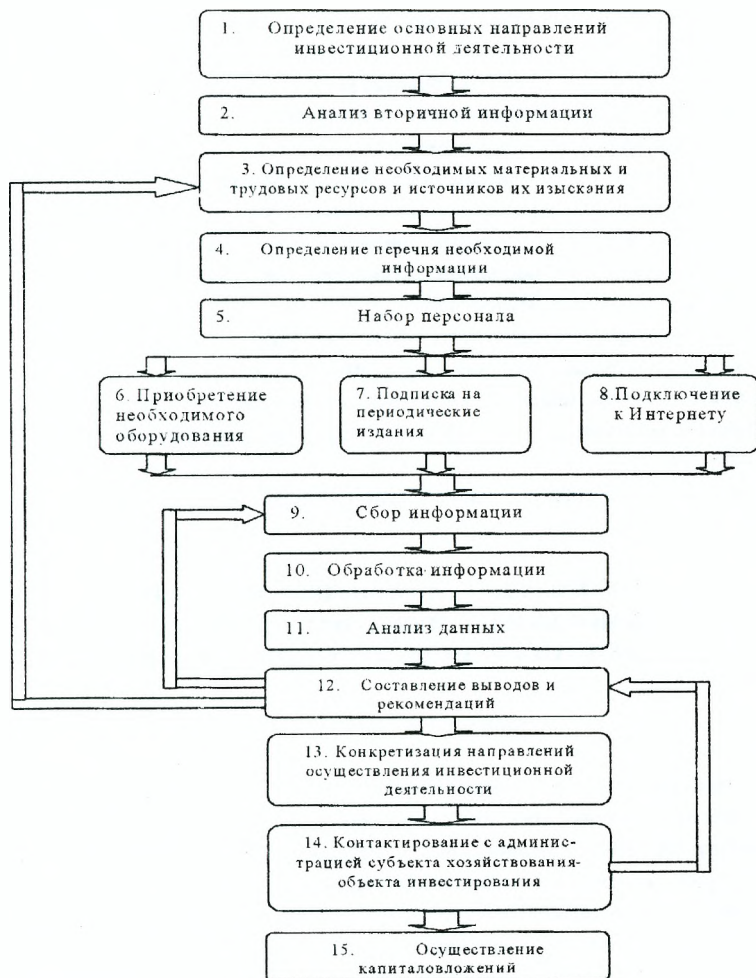 1. Определение основных направлений
инвестиционной деятельности
2. Анализ вторичной информации
3. Определение необходимых материальных и
трудовых ресурсов и источников их изыскания
4. Определение перечня необходимой
информации
5. Набор персонала
6. Приобретение
необходимого
оборудования
7. Подписка на
периодические
издания
8.Подключение
к Интернету
9. Сбор информации
10. Обработка информации
11. Анализ данных
12. Составление выводов и
рекомендаций
13. Конкретизация направлений
осуществления инвестиционной
деятельности
14. Контактирование с админис-
трацией субъекта хозяйствования-
объекта инвестирования
15. Осуществление
капиталовложений